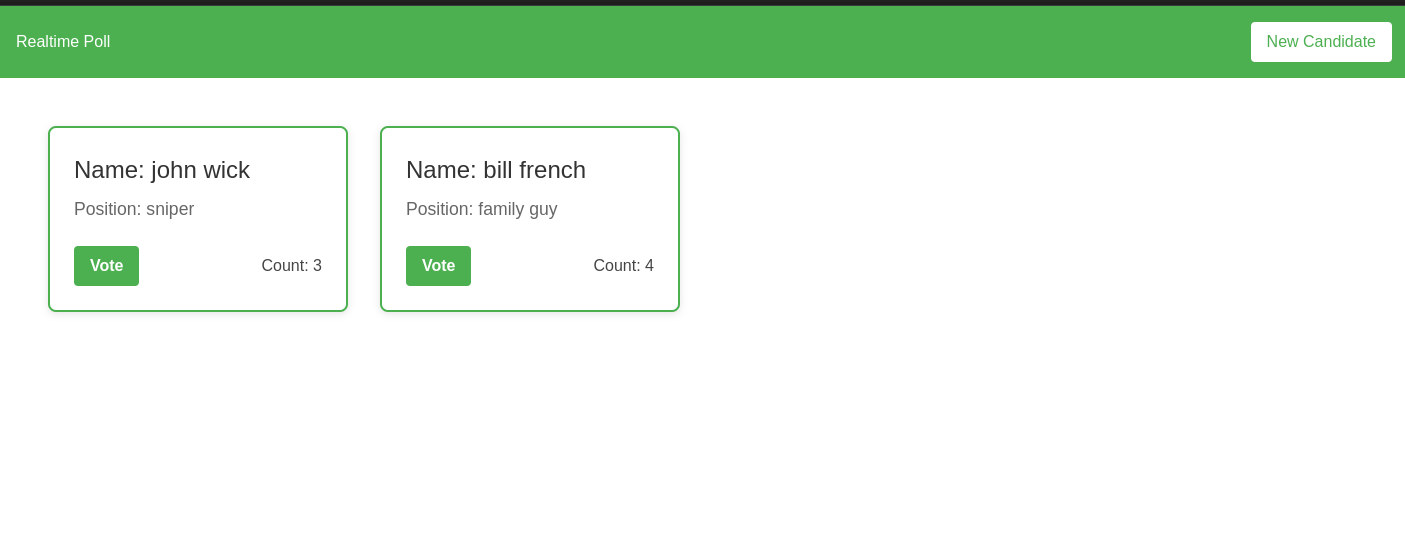 Realtime Poll
New Candidate
Name: john wick
Position: sniper
Vote
Count: 3
Name: bill french
Position: family guy
Vote
Count: 4